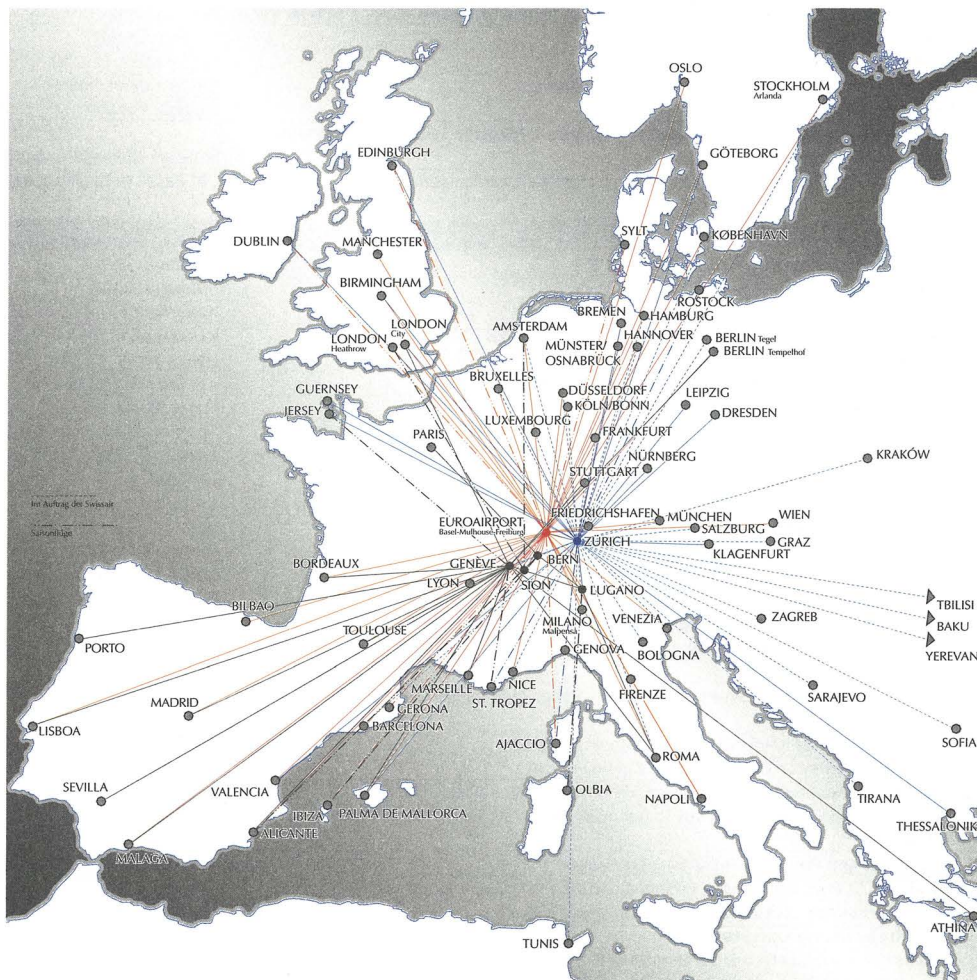 OSLO
STOCKHOLM
Arlanda
EDINBURGH
GÖTEBORG
DUBLIN
MANCHESTER
SYLT
KØBENHAVN
BIRMINGHAM
ROSTOCK
LONDON
City
LONDON
Heathrow
AMSTERDAM
BREMEN
HAMBURG
MÜNSTER/
OSNABRÜCK
HANNOVER
BERLIN Tegel
BERLIN Tempelhof
GUERNSEY
JERSEY
BRUXELLES
DÜSSELDORF
KÖLN/BONN
LEIPZIG
DRESDEN
LUXEMBOURG
PARIS
FRANKFURT
NÜRNBERG
KRAKÓW
STUTTGART
Im Auftrag der Swissair
Saisonflüge
EUROAIRPORT
Basel-Mulhouse-Freiburg
FRIEDRICHSHAFEN
MÜNCHEN
SALZBURG
WIEN
ZÜRICH
GRAZ
KLAGENFURT
BERN
GENÈVE
BORDEAUX
LYON
SION
LUGANO
TBILISI
BILBAO
MILANO
Malpensa
VENEZIA
ZAGREB
BAKU
PORTO
TOULOUSE
GENOVA
BOLOGNA
YEREVAN
MARSEILLE
NICE
ST. TROPEZ
FIRENZE
SARAJEVO
MADRID
GERONA
LISBOA
BARCELONA
AJACCIO
SOFIA
ROMA
SEVILLA
VALENCIA
IBIZA
PALMA DE MALLORCA
OLBIA
NAPOLI
TIRANA
THESSALONIK
MÁLAGA
ALICANTE
ATHINA
TUNIS